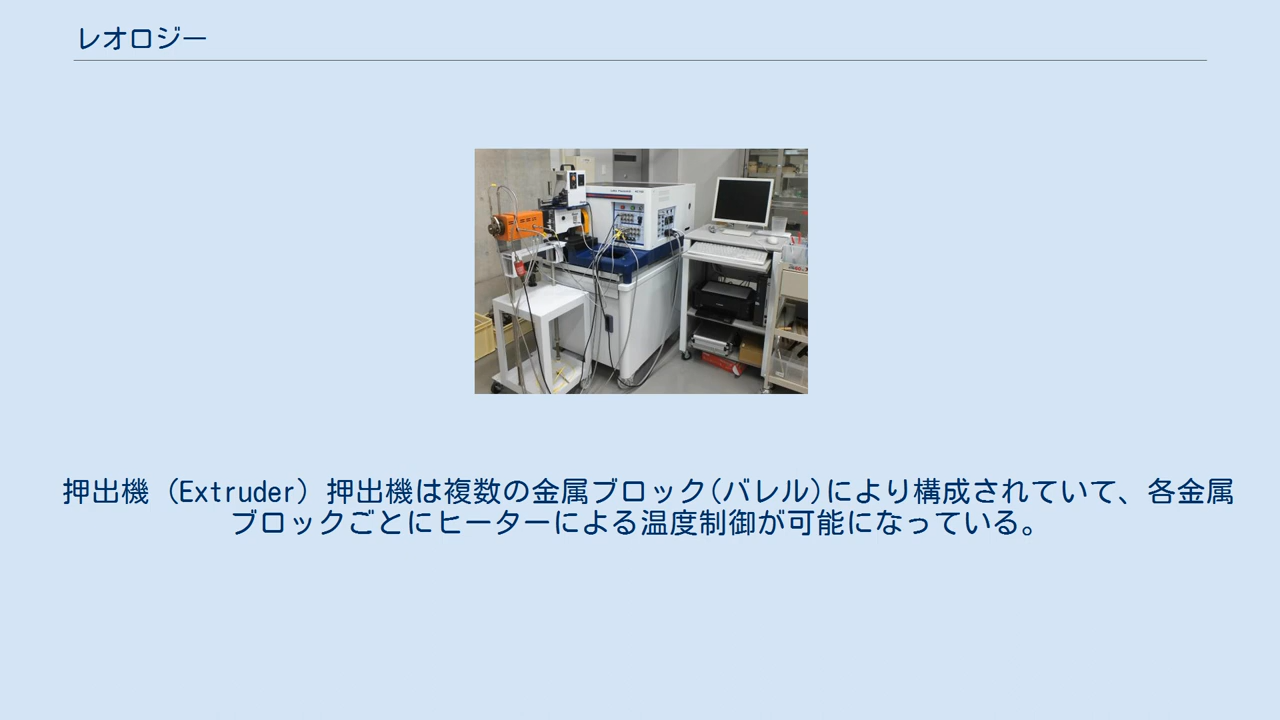 レオロジー
押出機（Extruder）押出機は複数の金属ブロック(バレル)により構成されていて、各金属
ブロックごとにヒーターによる温度制御が可能になっている。